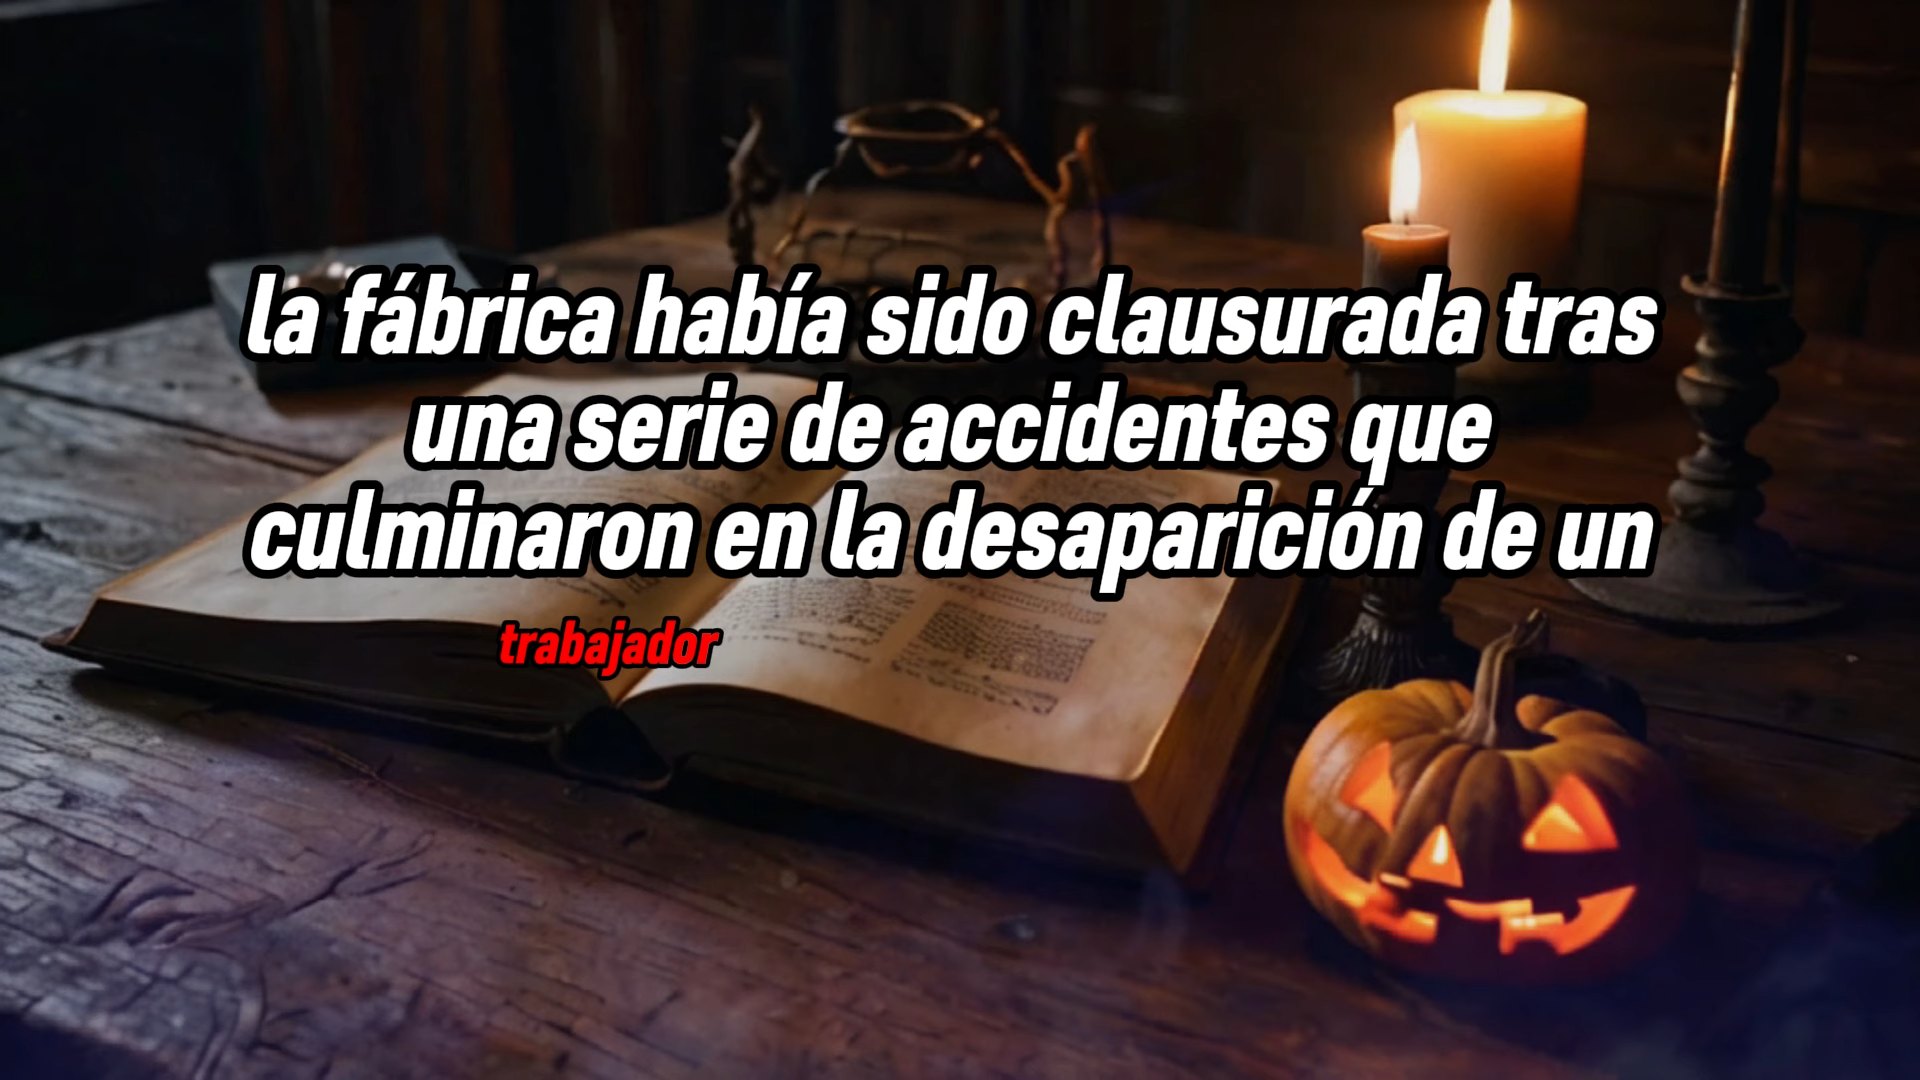 la fábrica había sido clausurada tras
una serie de accidentes que
culminaron en la desaparición de un
trabajador